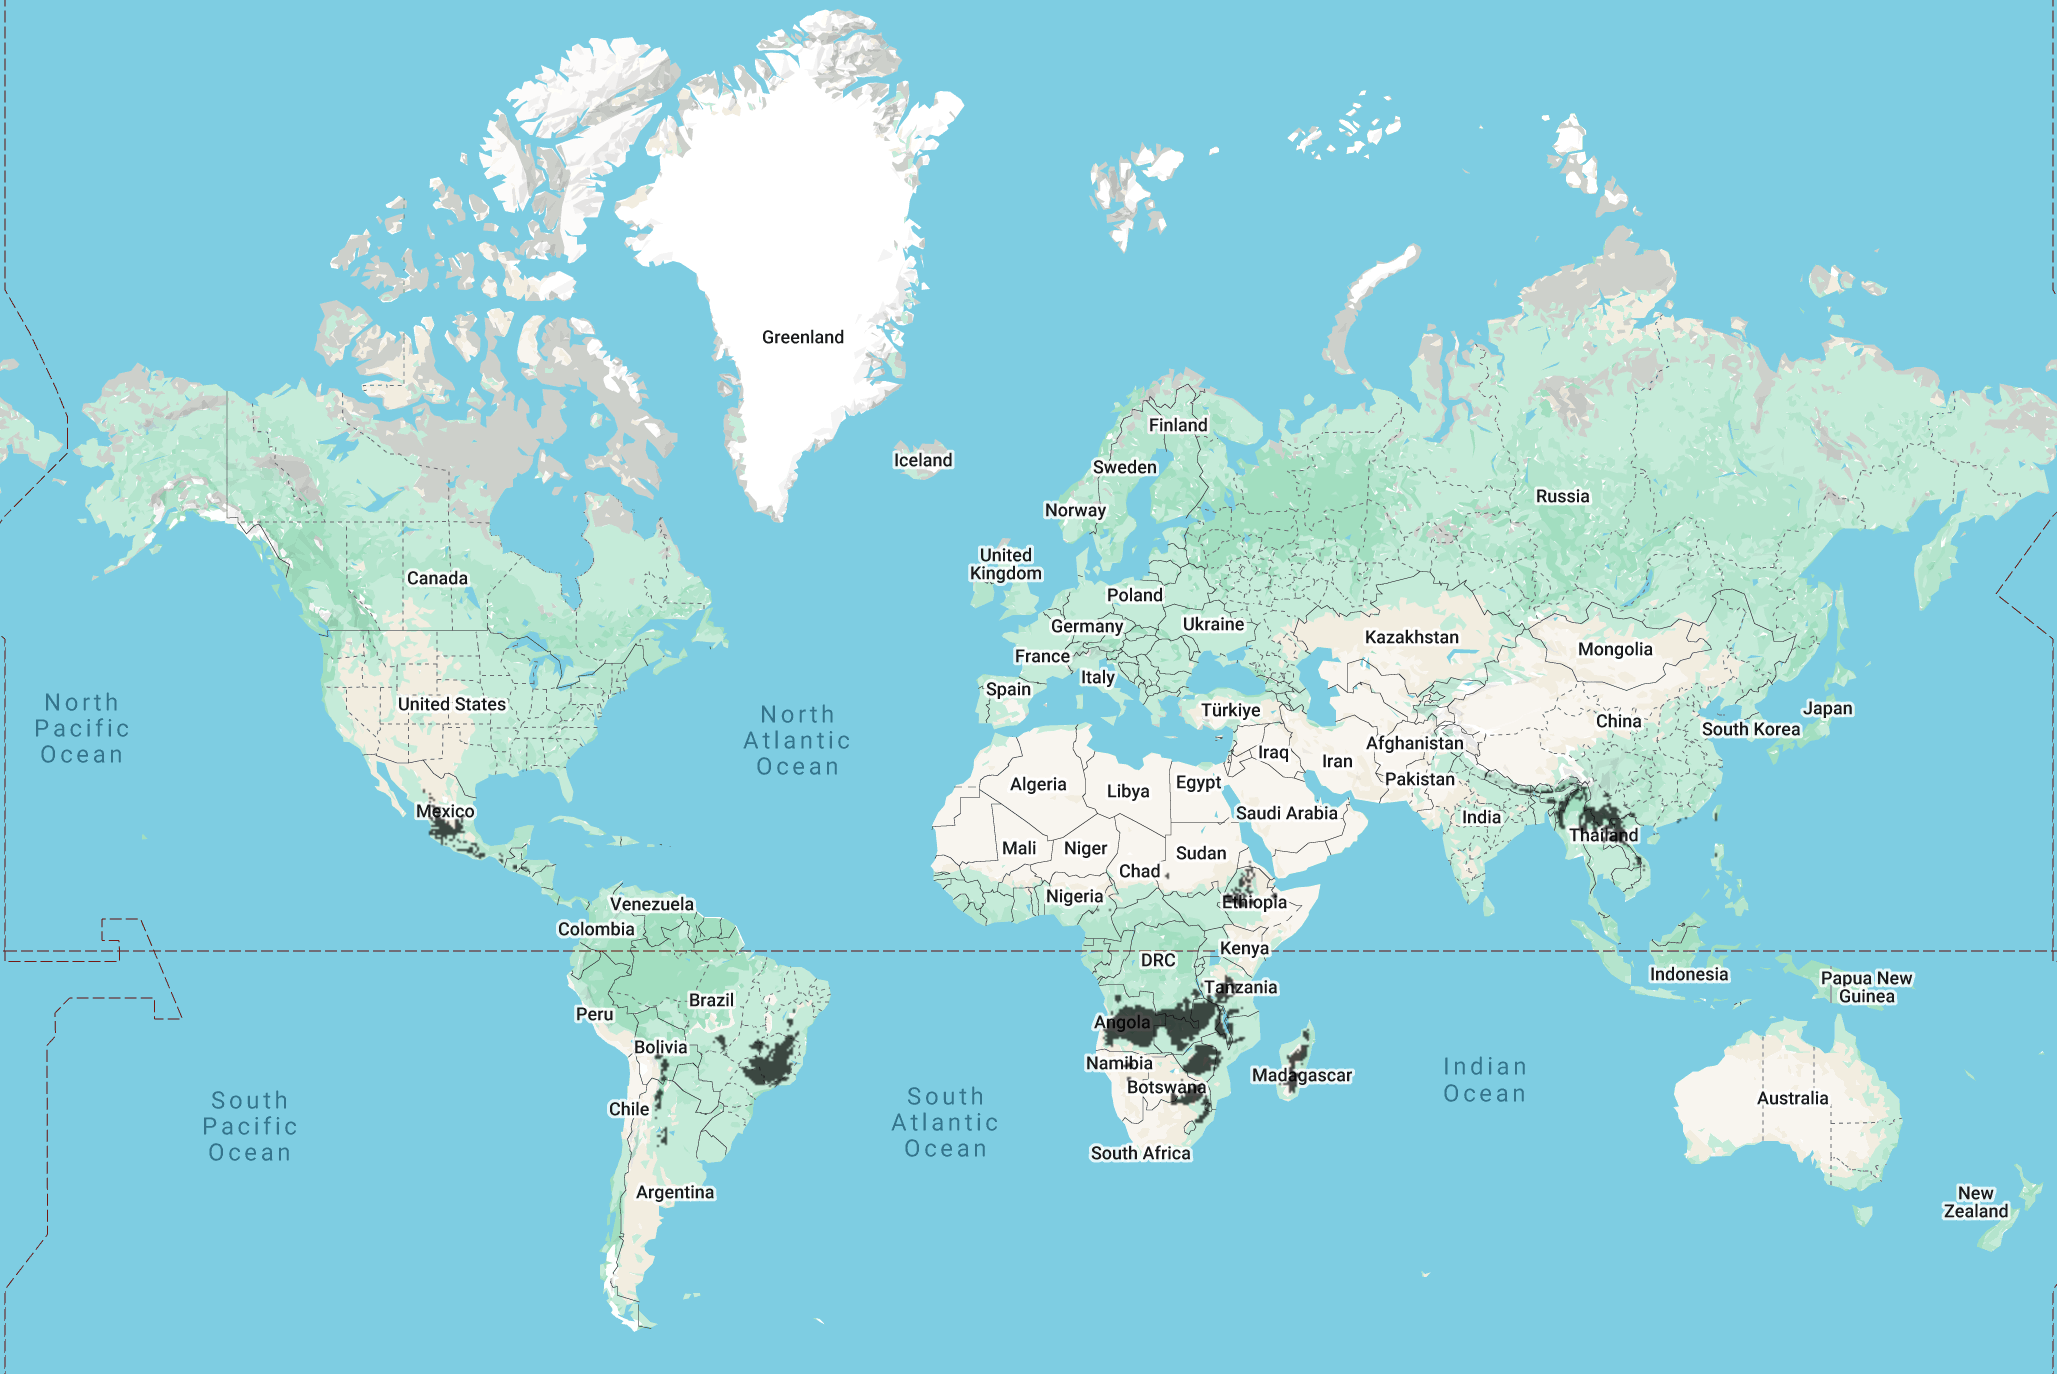 Greenland
Iceland
Finland
Sweden
Norway
Russia
United
Kingdom
Canada
Poland
Germany
Ukraine
France
Kazakhstan
Mongolia
Italy
Spain
United States
Türkiye
North
Pacific
Ocean
North
Atlantic
Ocean
China
Japan
South Korea
Afghanistan
Iraq
Iran
Pakistan
Algeria
Libya
Egypt
Saudi Arabia
Mexico
India
Thailand
Mali
Niger
Sudan
Chad
Nigeria
Ethiopia
Venezuela
Colombia
Kenya
DRC
Indonesia
Papua New
Guinea
Tanzania
Brazil
Peru
Angola
Bolivia
Namibia
Madagascar
Botswana
Indian
Ocean
Australia
Chile
South
Pacific
Ocean
South
Atlantic
Ocean
South Africa
Argentina
New
Zealand